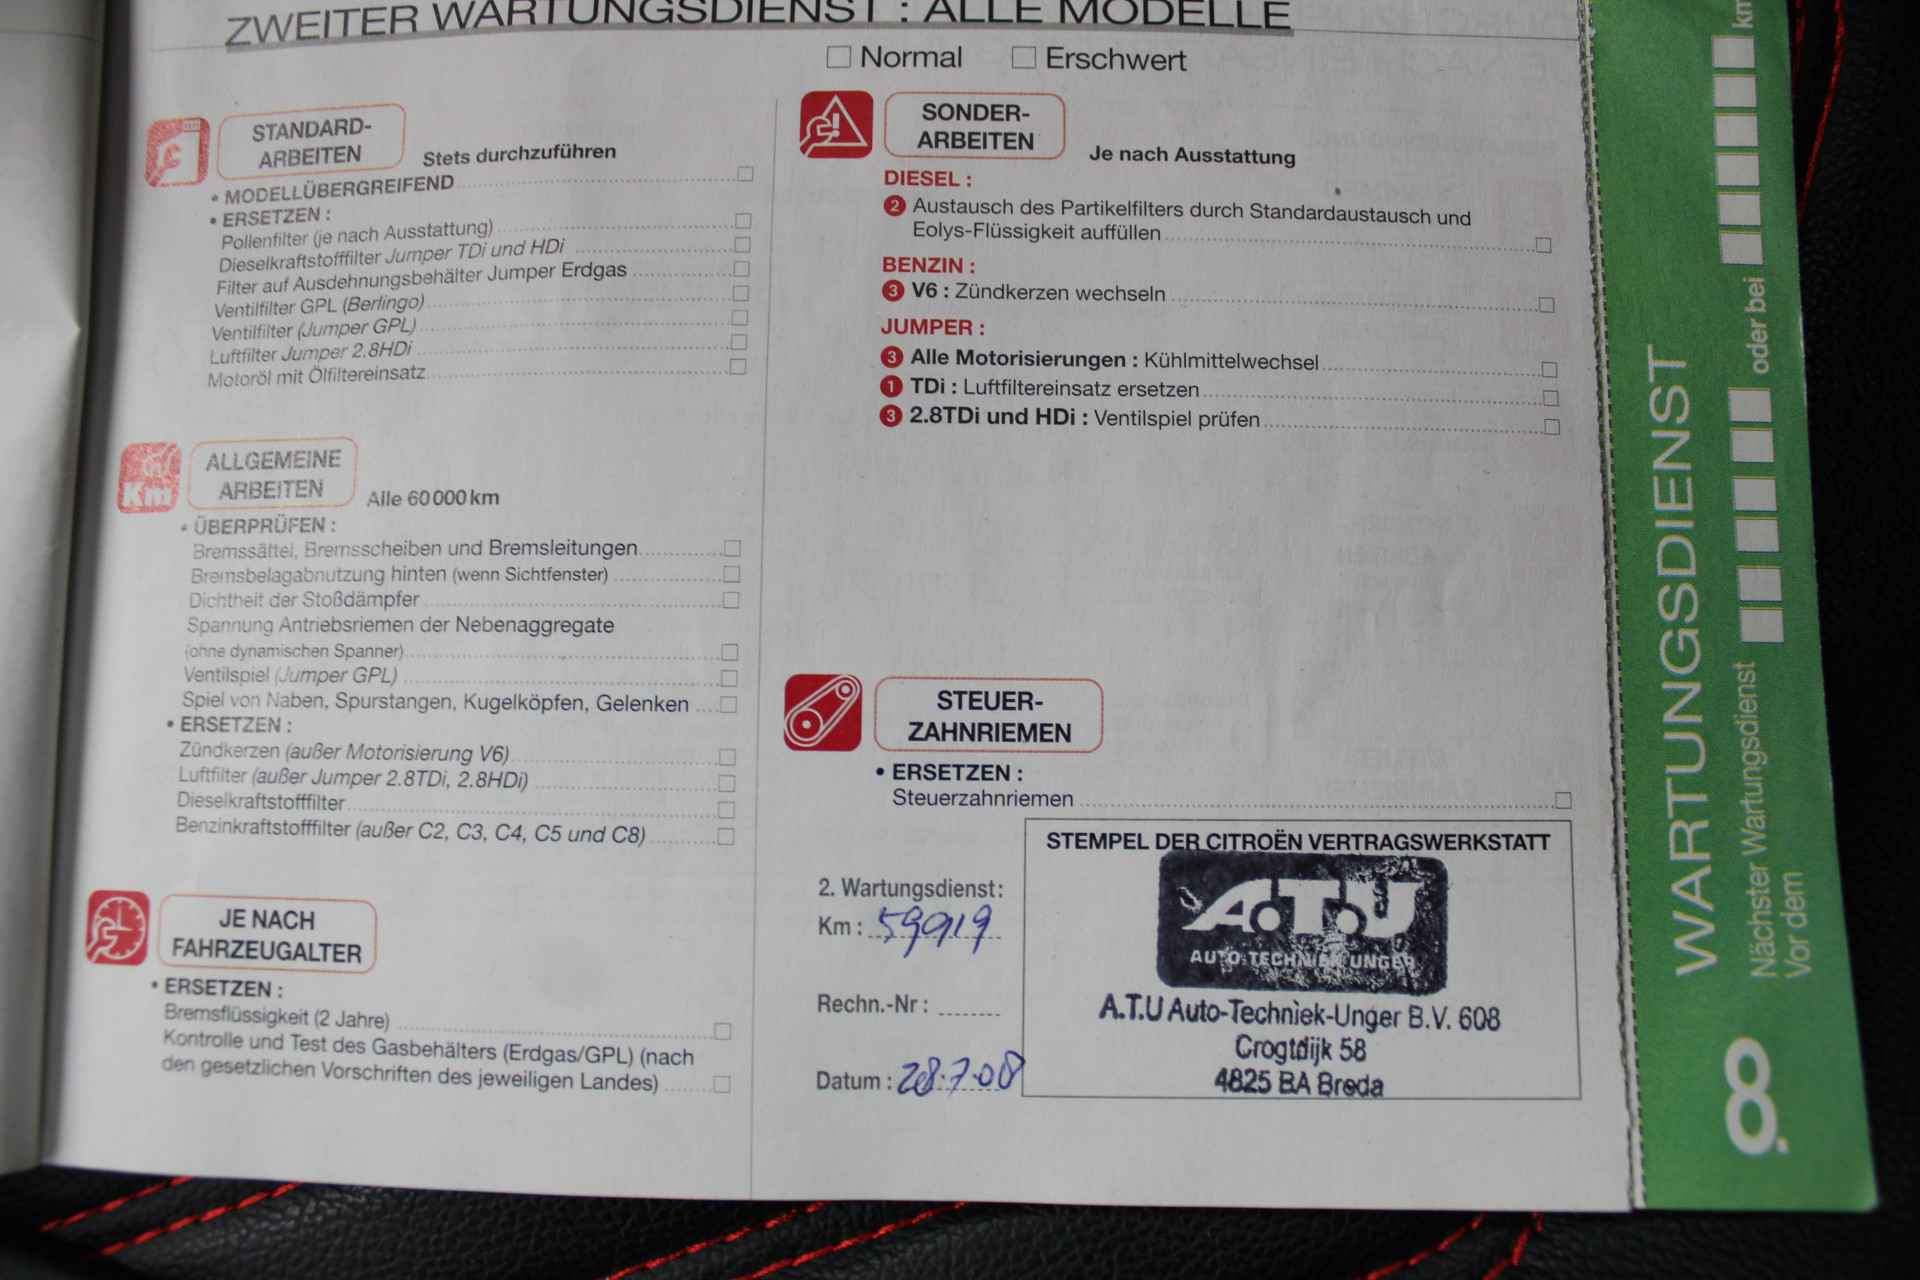 ZWEITER WARTUNGSDIENST : ALLE MODELLE
Normal Erschwert
STANDARD-
ARBEITEN
Stets durchzuführen
• MODELLÜBERGREIFEND
• ERSETZEN :
Pollenfilter (je nach Ausstattung)
Dieselkraftstofffilter Jumper TDi und HDi
Filter auf Ausdehnungsbehälter Jumper Erdgas
Ventilfilter GPL (Berlingo)
Ventilfilter (Jumper GPL)
Luftfilter Jumper 2.8HDi
Motoröl mit Ölfiltereinsatz
Km
ALLGEMEINE
ARBEITEN
Alle 60 000 km
• ÜBERPRÜFEN :
Bremssättel, Bremsscheiben und Bremsleitungen
Bremsbelagabnutzung hinten (wenn Sichtfenster)
Dichtheit der Stoßdämpfer
Spannung Antriebsriemen der Nebenaggregate
(ohne dynamischen Spanner)
Ventilspiel (Jumper GPL)
Spiel von Naben, Spurstangen, Kugelköpfen, Gelenken
• ERSETZEN :
Zündkerzen (außer Motorisierung V6)
Luftfilter (außer Jumper 2.8TDi, 2.8HDi)
Dieselkraftstofffilter
Benzinkraftstofffilter (außer C2, C3, C4, C5 und C8)
JE NACH
FAHRZEUGALTER
• ERSETZEN :
Bremsflüssigkeit (2 Jahre)
Kontrolle und Test des Gasbehälters (Erdgas/GPL) (nach
den gesetzlichen Vorschriften des jeweiligen Landes)
SONDER-
ARBEITEN
Je nach Ausstattung
DIESEL :
2 Austausch des Partikelfilters durch Standardaustausch und
Eolys-Flüssigkeit auffüllen
BENZIN :
3 V6 : Zündkerzen wechseln
JUMPER :
3 Alle Motorisierungen : Kühlmittelwechsel
1 TDi : Luftfiltereinsatz ersetzen
3 2.8TDi und HDi : Ventilspiel prüfen
STEUER-
ZAHNRIEMEN
• ERSETZEN :
Steuerzahnriemen
STEMPEL DER CITROËN VERTRAGSWERKSTATT
2. Wartungsdienst:
Km : 59919
Rechn.-Nr :
Datum : 28.7.08
A.T.U
AUTO-TECHNIEK UNGER
A.T.U Auto-Techniek-Unger B.V. 608
Crogtdijk 58
4825 BA Breda
WARTUNGSDIENST
Nächster Wartungsdienst
Vor dem oder bei km
8.